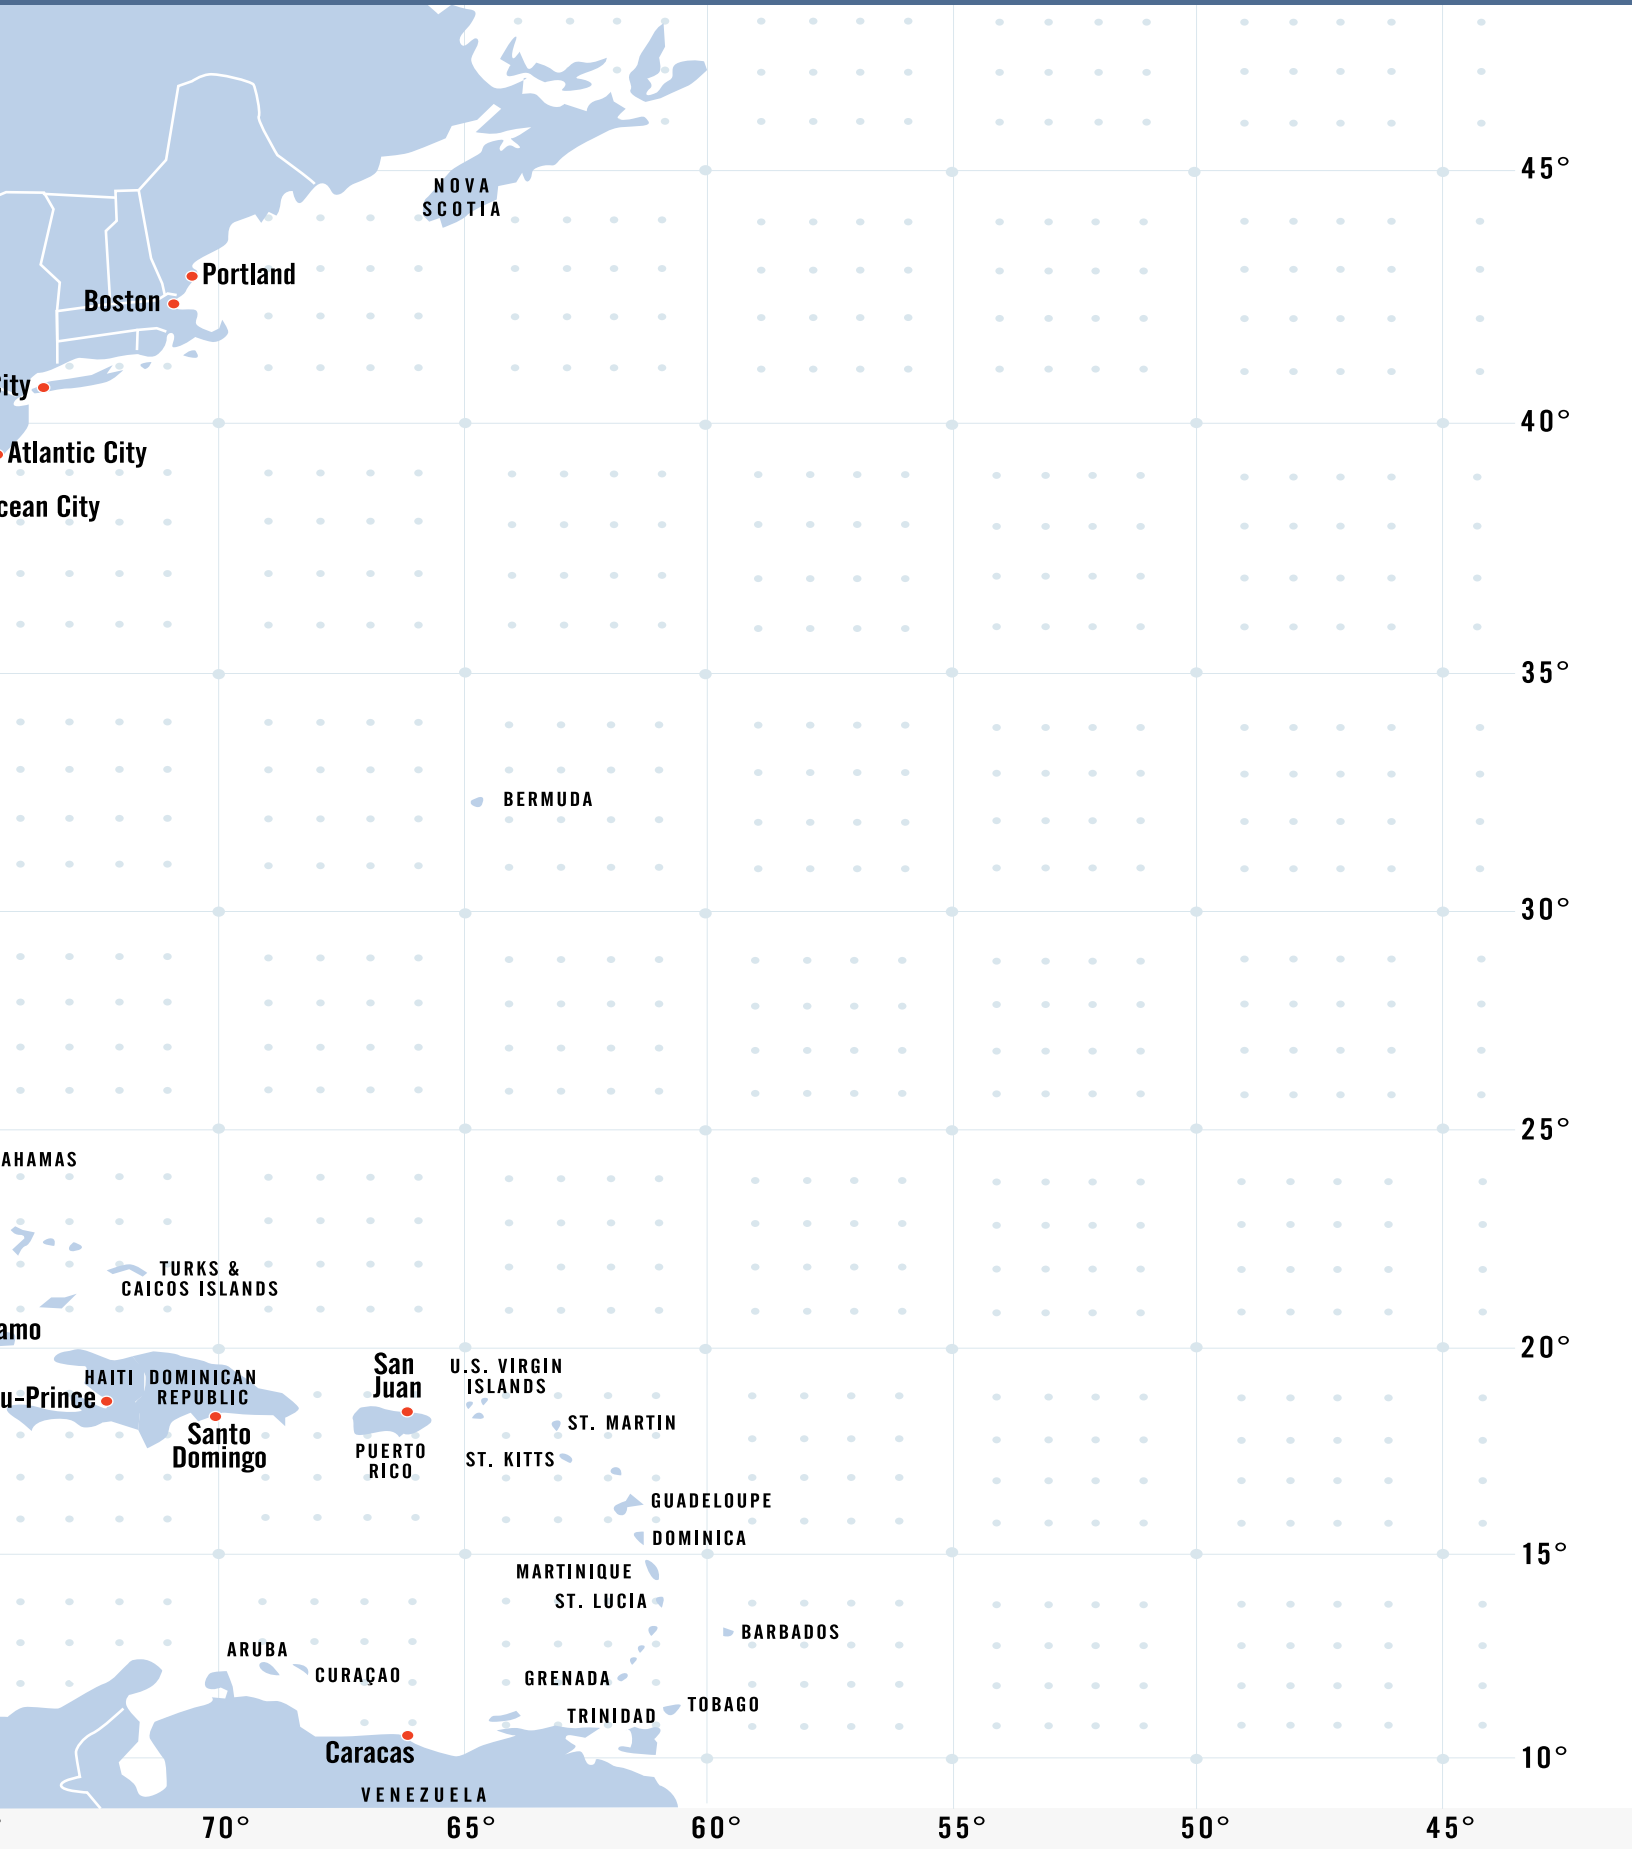 45°
NOVA
SCOTIA
Portland
Boston
City
40°
Atlantic City
cean City
35°
BERMUDA
30°
25°
AHAMAS
TURKS &
CAICOS ISLANDS
amo
20°
San
Juan
U.S. VIRGIN
ISLANDS
HAITI
DOMINICAN
REPUBLIC
u-Prince
Santo
Domingo
ST. MARTIN
PUERTO
RICO
ST. KITTS
GUADELOUPE
DOMINICA
15°
MARTINIQUE
ST. LUCIA
BARBADOS
ARUBA
CURAÇAO
GRENADA
TOBAGO
TRINIDAD
Caracas
10°
VENEZUELA
70°
65°
60°
55°
50°
45°